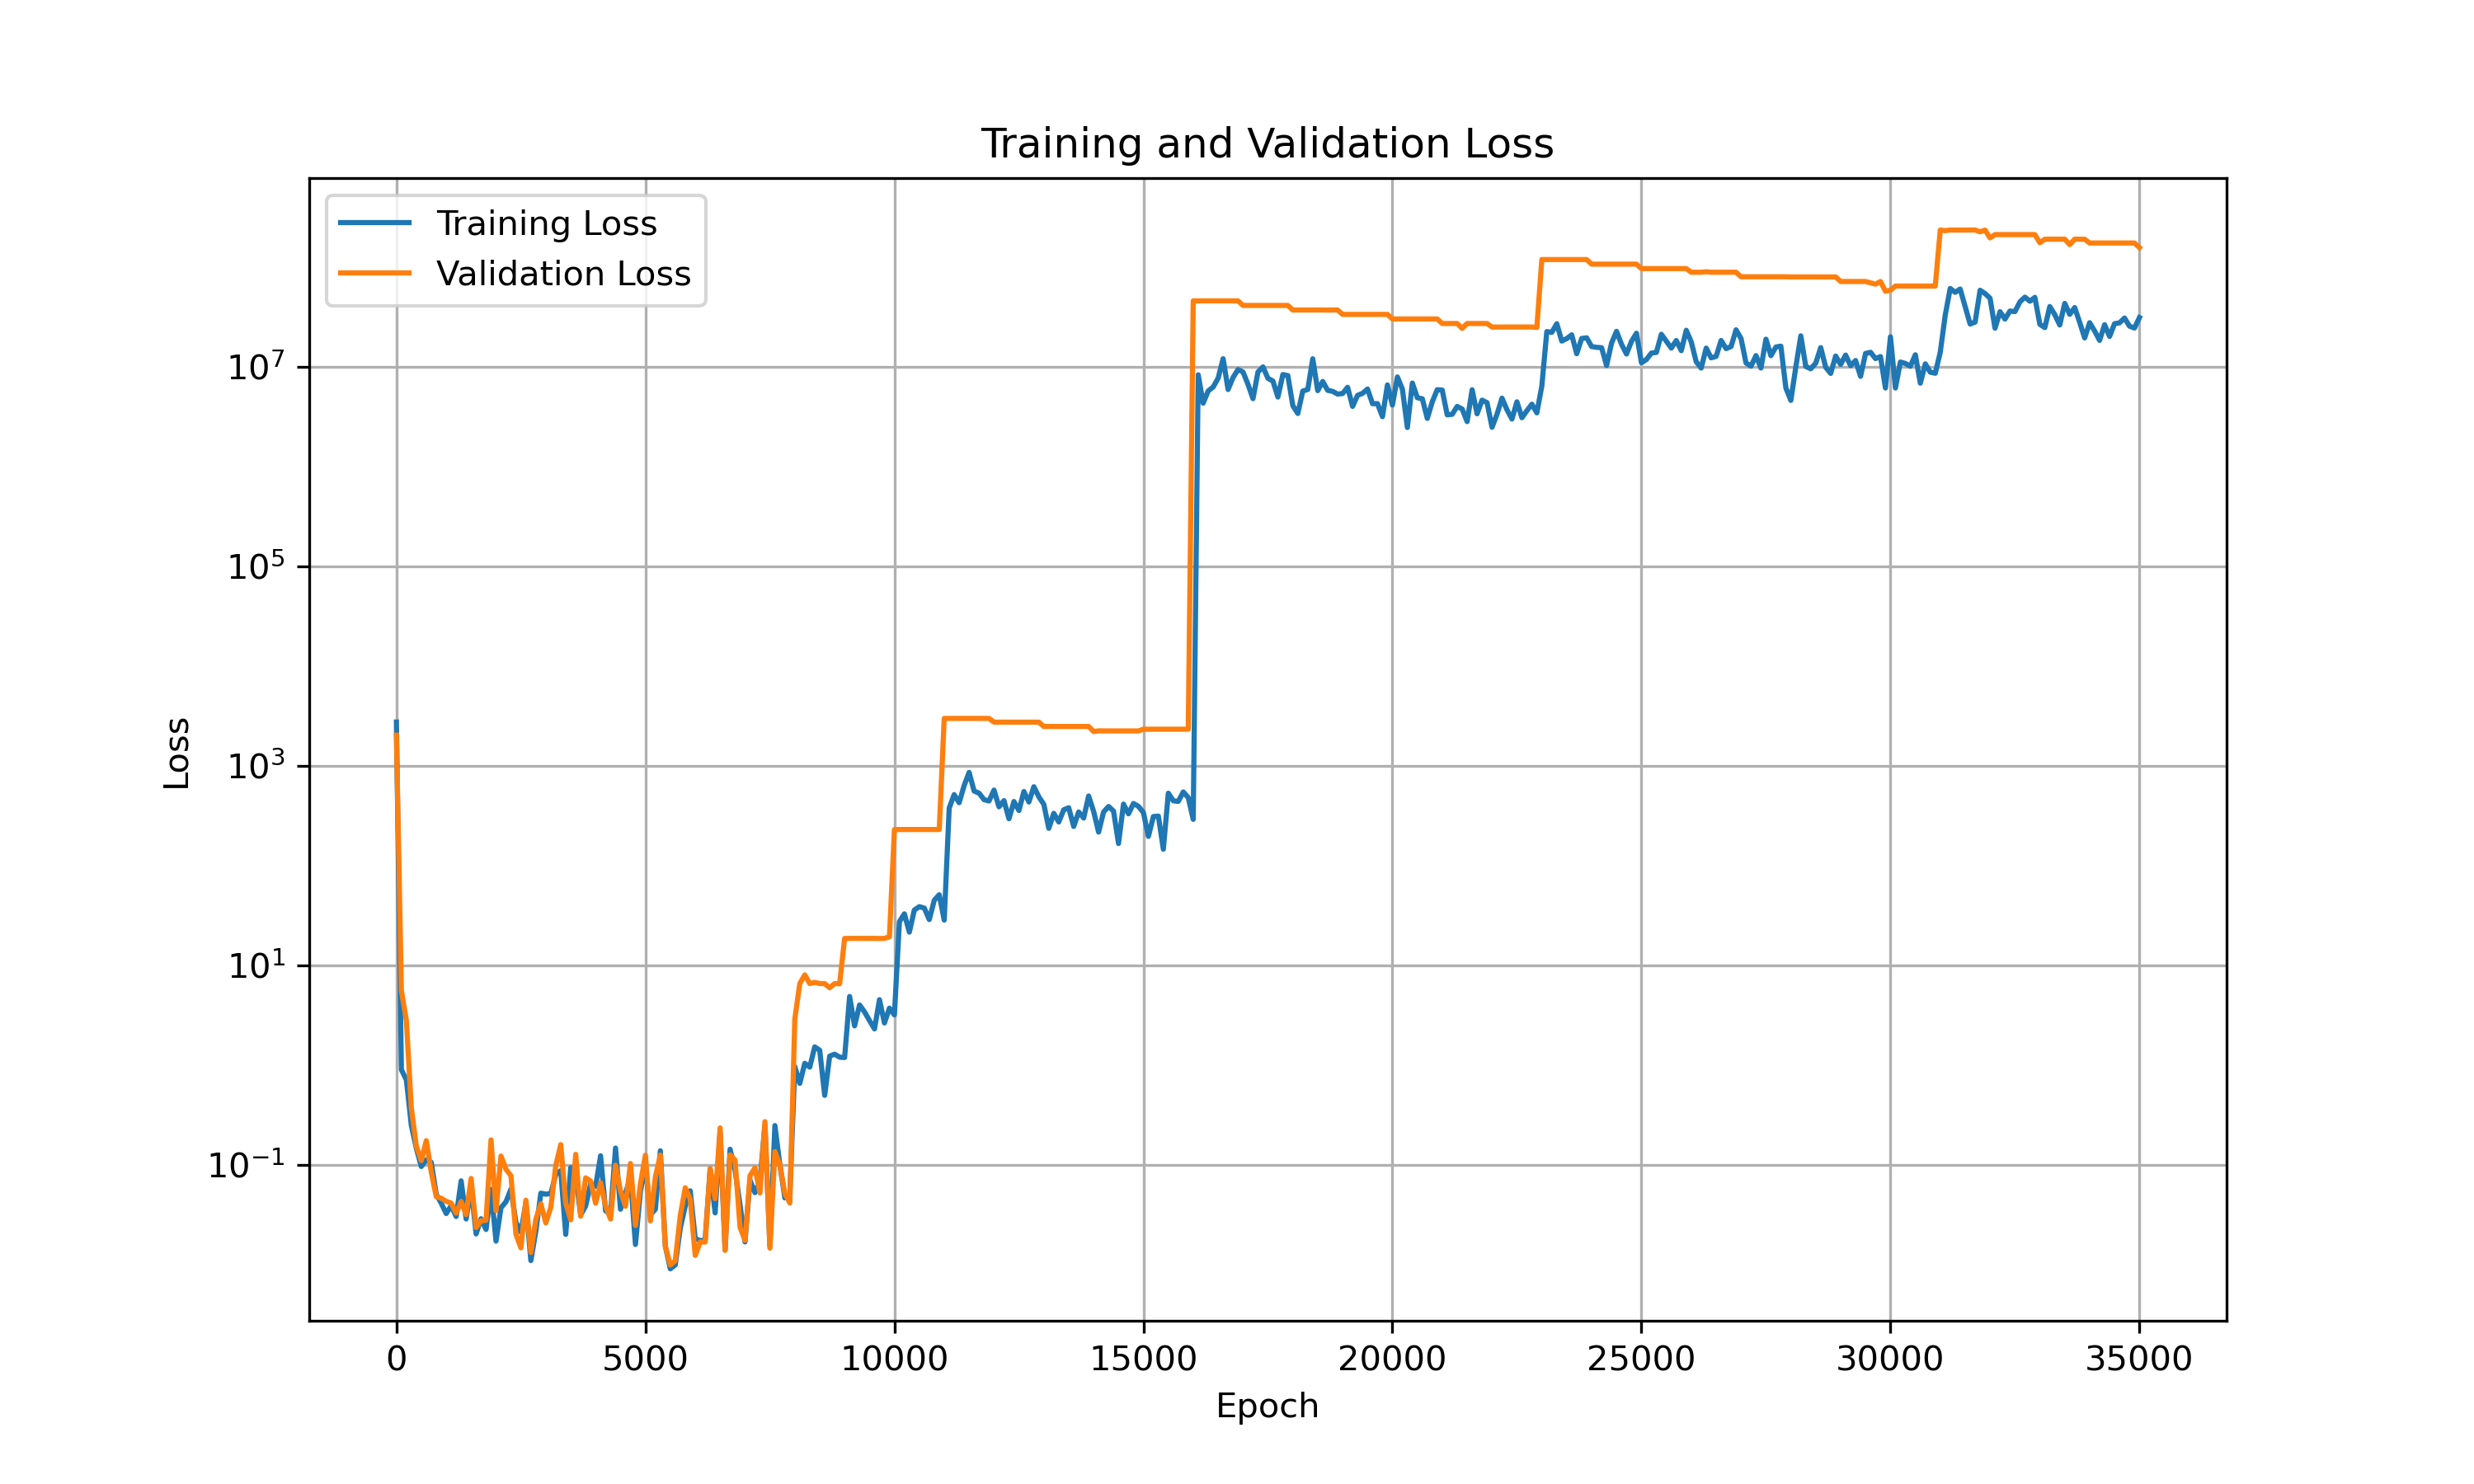 Training and Validation Loss
Training Loss
Validation Loss
10⁷
10⁵
10³
10¹
10⁻¹
Loss
0 5000 10000 15000 20000 25000 30000 35000
Epoch